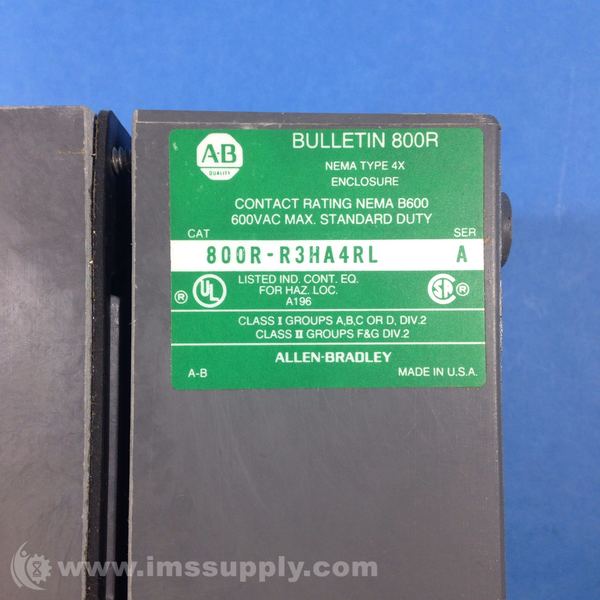 A·B
QUALITY
BULLETIN 800R
NEMA TYPE 4X
ENCLOSURE
CONTACT RATING NEMA B600
600VAC MAX. STANDARD DUTY
CAT SER
800R-R3HA4RL A
® UL LISTED IND. CONT. EQ. SA ®
FOR HAZ. LOC.
A196
CLASS I GROUPS A,B,C OR D, DIV.2
CLASS II GROUPS F&G DIV.2
ALLEN-BRADLEY
A-B MADE IN U.S.A.
www.imssupply.com